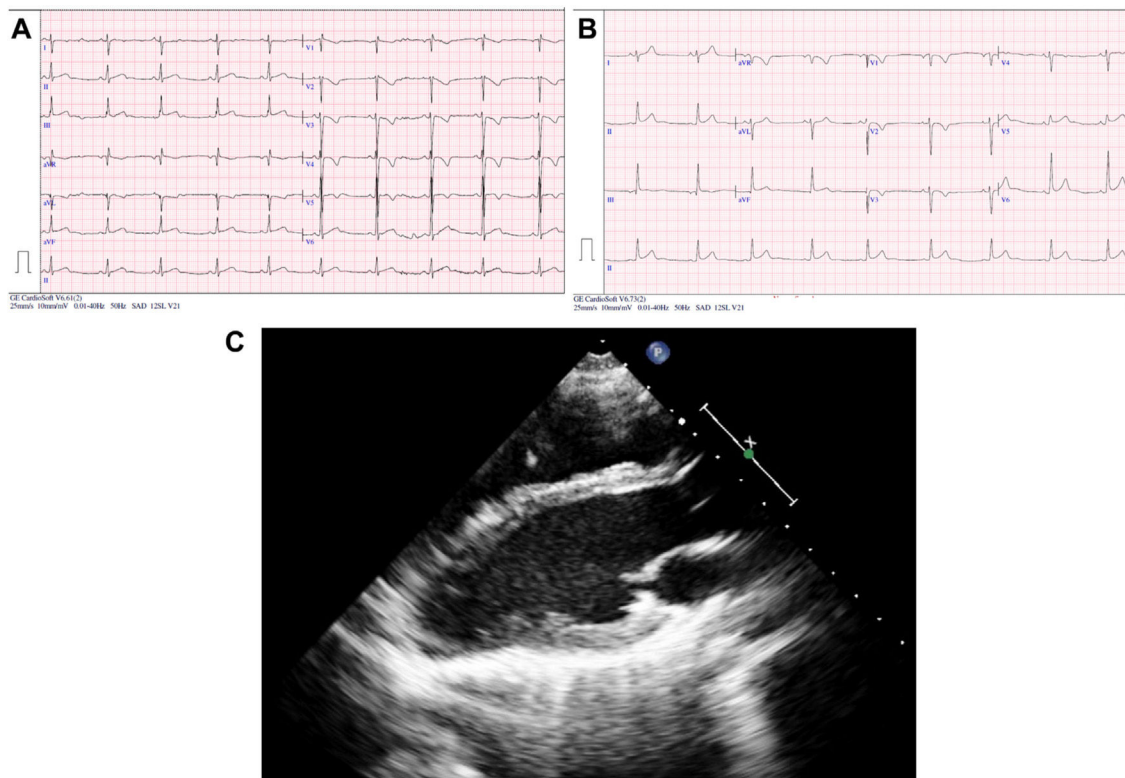 A
I
V1
II
V2
III
V3
aVR
V4
aVL
V5
aVF
V6
II
GE CardioSoft V6.61(2)
25mm/s 10mm/mV 0.01-40Hz 50Hz SAD 12SL V21
B
I
aVR
V1
V4
II
aVL
V2
V5
III
aVF
V3
V6
II
GE CardioSoft V6.73(2)
25mm/s 10mm/mV 0.01-40Hz 50Hz SAD 12SL V21
C
P
X